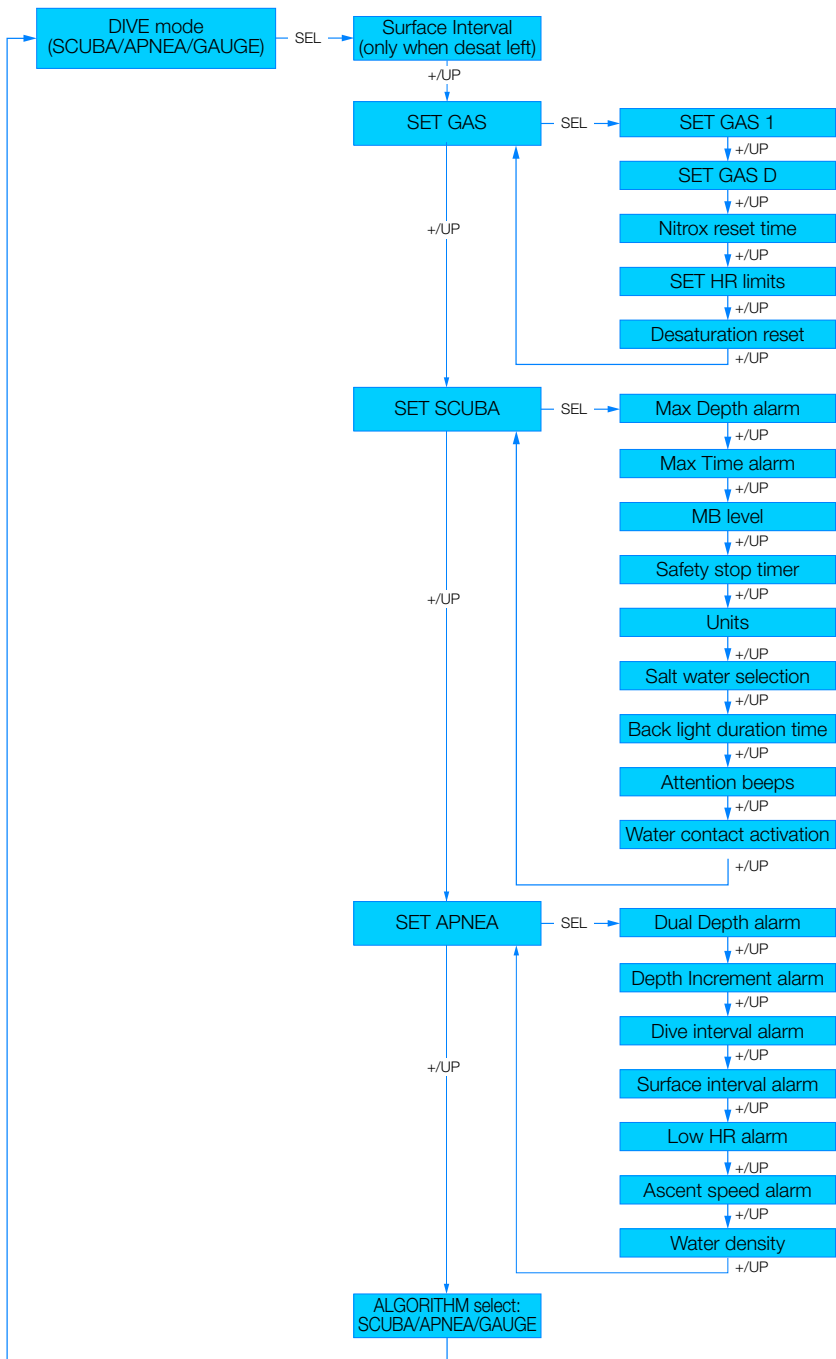 DIVE mode
(SCUBA/APNEA/GAUGE)
SEL
Surface Interval
(only when desat left)
+/UP
SET GAS
SEL
SET GAS 1
+/UP
SET GAS D
+/UP
+/UP
Nitrox reset time
+/UP
SET HR limits
+/UP
Desaturation reset
+/UP
SET SCUBA
SEL
Max Depth alarm
+/UP
Max Time alarm
+/UP
MB level
+/UP
Safety stop timer
+/UP
+/UP
Units
+/UP
Salt water selection
+/UP
Back light duration time
+/UP
Attention beeps
+/UP
Water contact activation
+/UP
SET APNEA
SEL
Dual Depth alarm
+/UP
Depth Increment alarm
+/UP
Dive interval alarm
+/UP
+/UP
Surface interval alarm
+/UP
Low HR alarm
+/UP
Ascent speed alarm
+/UP
Water density
+/UP
ALGORITHM select:
SCUBA/APNEA/GAUGE